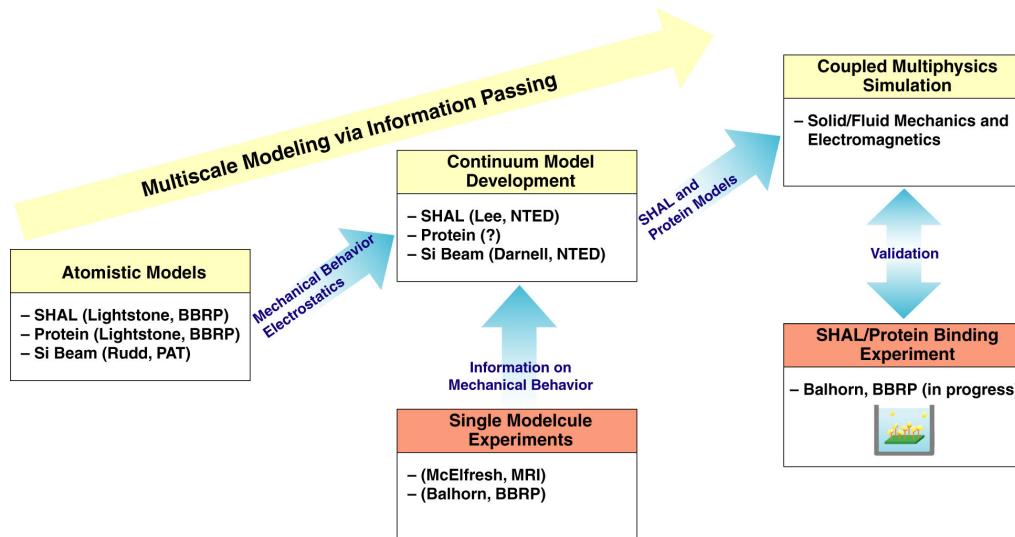 Multiscale Modeling via Information Passing
Atomistic Models
– SHAL (Lightstone, BBRP)
– Protein (Lightstone, BBRP)
– Si Beam (Rudd, PAT)
Mechanical Behavior
Electrostatics
Continuum Model
Development
– SHAL (Lee, NTED)
– Protein (?)
– Si Beam (Darnell, NTED)
Information on
Mechanical Behavior
Single Modelcule
Experiments
– (McElfresh, MRI)
– (Balhorn, BBRP)
SHAL and
Protein Models
Coupled Multiphysics
Simulation
– Solid/Fluid Mechanics and
Electromagnetics
Validation
SHAL/Protein Binding
Experiment
– Balhorn, BBRP (in progress)